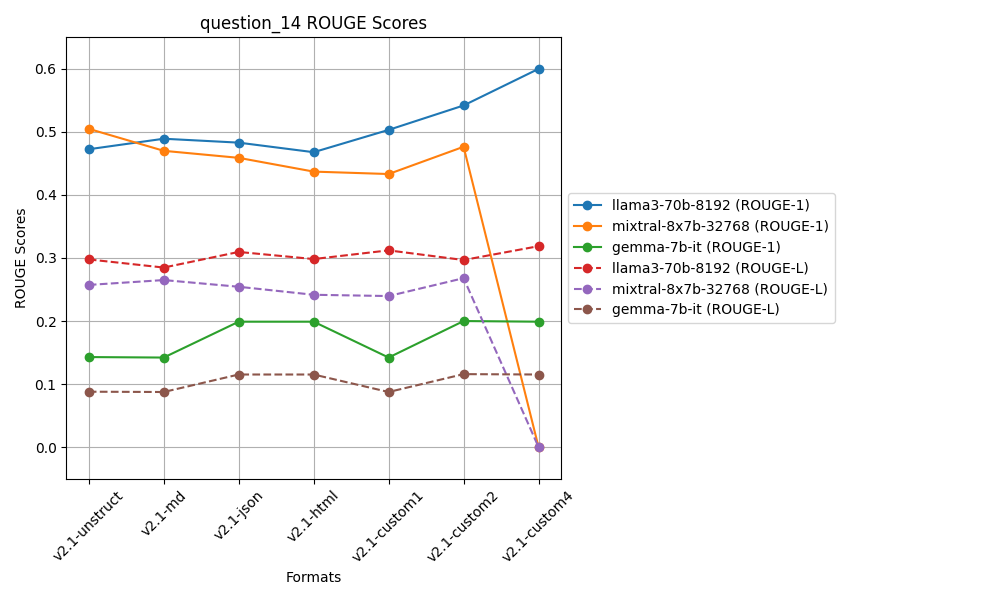 question_14 ROUGE Scores
ROUGE Scores
0.6
0.5
0.4
0.3
0.2
0.1
0.0
v2.1-unstruct
v2.1-md
v2.1-json
v2.1-html
v2.1-custom1
v2.1-custom2
v2.1-custom4
Formats
llama3-70b-8192 (ROUGE-1)
mixtral-8x7b-32768 (ROUGE-1)
gemma-7b-it (ROUGE-1)
llama3-70b-8192 (ROUGE-L)
mixtral-8x7b-32768 (ROUGE-L)
gemma-7b-it (ROUGE-L)